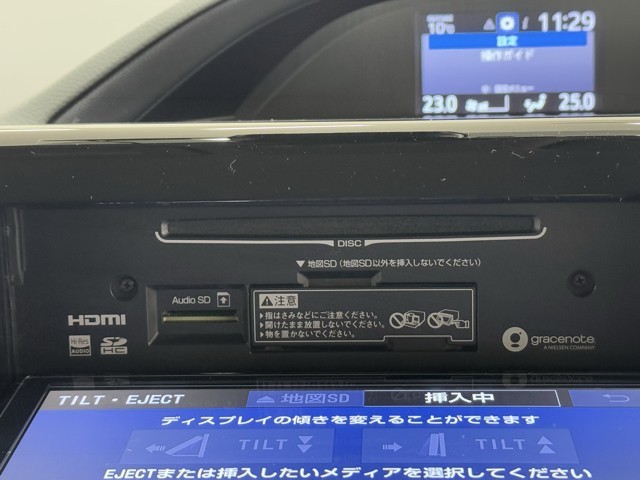 10℃ 11:29
設定
操作ガイド
23.0 25.0
DISC
▼地図SD(地図SD以外を挿入しないでください)
Audio SD
⚠注意
▶指はさみなどにご注意ください。
▶開けたまま放置しないでください。
▶物を置かないでください。
HDMI
Hi-Res AUDIO
SD HC
gracenote
A NIELSEN COMPANY
TILT・EJECT ▲地図SD 挿入中
ディスプレイの傾きを変えることができます
TILT TILT
EJECTまたは挿入したいメディアを選択してください